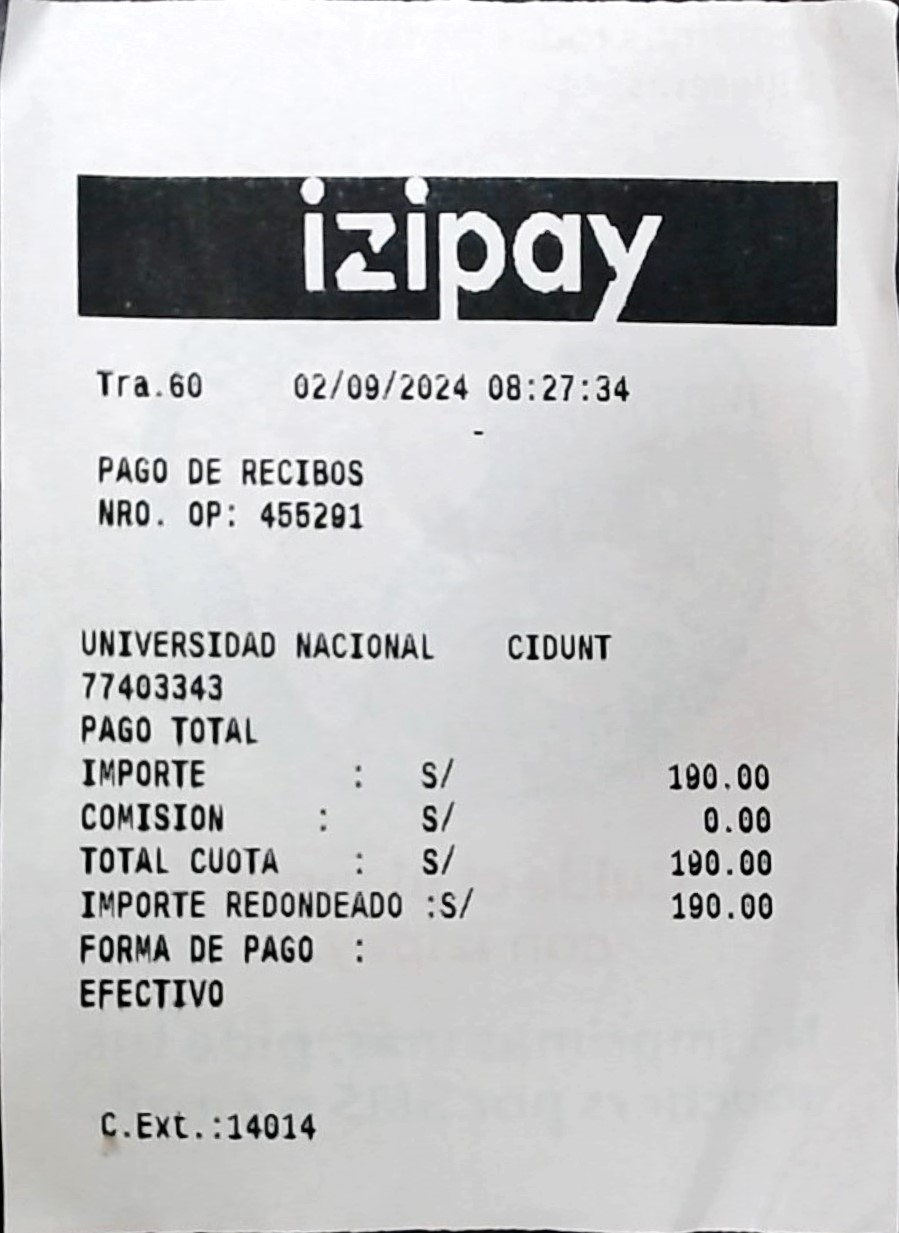 izipay
Tra.60 02/09/2024 08:27:34
-
PAGO DE RECIBOS
NRO. OP: 455291
UNIVERSIDAD NACIONAL CIDUNT
77403343
PAGO TOTAL
IMPORTE : S/ 190.00
COMISION : S/ 0.00
TOTAL CUOTA : S/ 190.00
IMPORTE REDONDEADO :S/ 190.00
FORMA DE PAGO :
EFECTIVO
C.Ext.:14014